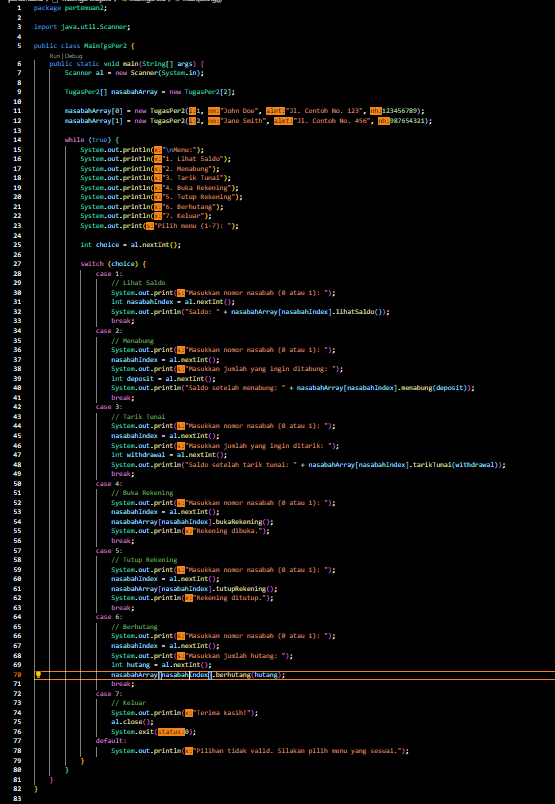 1 package pertemuan2;
2
3 import java.util.Scanner;
4
5 public class MainTgsPer2 {
Run | Debug
6 public static void main(String[] args) {
7 Scanner al = new Scanner(System.in);
8
9 TugasPer2[] nasabahArray = new TugasPer2[2];
10
11 nasabahArray[0] = new TugasPer2(i:1, nm:"John Doe", almt:"Jl. Contoh No. 123", nh:123456789);
12 nasabahArray[1] = new TugasPer2(i:2, nm:"Jane Smith", almt:"Jl. Contoh No. 456", nh:987654321);
13
14 while (true) {
15 System.out.println(x:"\nMenu:");
16 System.out.println(x:"1. Lihat Saldo");
17 System.out.println(x:"2. Menabung");
18 System.out.println(x:"3. Tarik Tunai");
19 System.out.println(x:"4. Buka Rekening");
20 System.out.println(x:"5. Tutup Rekening");
21 System.out.println(x:"6. Berhutang");
22 System.out.println(x:"7. Keluar");
23 System.out.print(s:"Pilih menu (1-7): ");
24
25 int choice = al.nextInt();
26
27 switch (choice) {
28 case 1:
29 // Lihat Saldo
30 System.out.print(s:"Masukkan nomor nasabah (0 atau 1): ");
31 int nasabahIndex = al.nextInt();
32 System.out.println("Saldo: " + nasabahArray[nasabahIndex].lihatSaldo());
33 break;
34 case 2:
35 // Menabung
36 System.out.print(s:"Masukkan nomor nasabah (0 atau 1): ");
37 nasabahIndex = al.nextInt();
38 System.out.print(s:"Masukkan jumlah yang ingin ditabung: ");
39 int deposit = al.nextInt();
40 System.out.println("Saldo setelah menabung: " + nasabahArray[nasabahIndex].menabung(deposit));
41 break;
42 case 3:
43 // Tarik Tunai
44 System.out.print(s:"Masukkan nomor nasabah (0 atau 1): ");
45 nasabahIndex = al.nextInt();
46 System.out.print(s:"Masukkan jumlah yang ingin ditarik: ");
47 int withdrawal = al.nextInt();
48 System.out.println("Saldo setelah tarik tunai: " + nasabahArray[nasabahIndex].tarikTunai(withdrawal));
49 break;
50 case 4:
51 // Buka Rekening
52 System.out.print(s:"Masukkan nomor nasabah (0 atau 1): ");
53 nasabahIndex = al.nextInt();
54 nasabahArray[nasabahIndex].bukaRekening();
55 System.out.println(x:"Rekening dibuka.");
56 break;
57 case 5:
58 // Tutup Rekening
59 System.out.print(s:"Masukkan nomor nasabah (0 atau 1): ");
60 nasabahIndex = al.nextInt();
61 nasabahArray[nasabahIndex].tutupRekening();
62 System.out.println(x:"Rekening ditutup.");
63 break;
64 case 6:
65 // Berhutang
66 System.out.print(s:"Masukkan nomor nasabah (0 atau 1): ");
67 nasabahIndex = al.nextInt();
68 System.out.print(s:"Masukkan jumlah hutang: ");
69 int hutang = al.nextInt();
70 nasabahArray[nasabahIndex].berhutang(hutang);
71 break;
72 case 7:
73 // Keluar
74 System.out.println(x:"Terima kasih!");
75 al.close();
76 System.exit(status:0);
77 default:
78 System.out.println(x:"Pilihan tidak valid. Silakan pilih menu yang sesuai.");
79 }
80 }
81 }
82 }
83